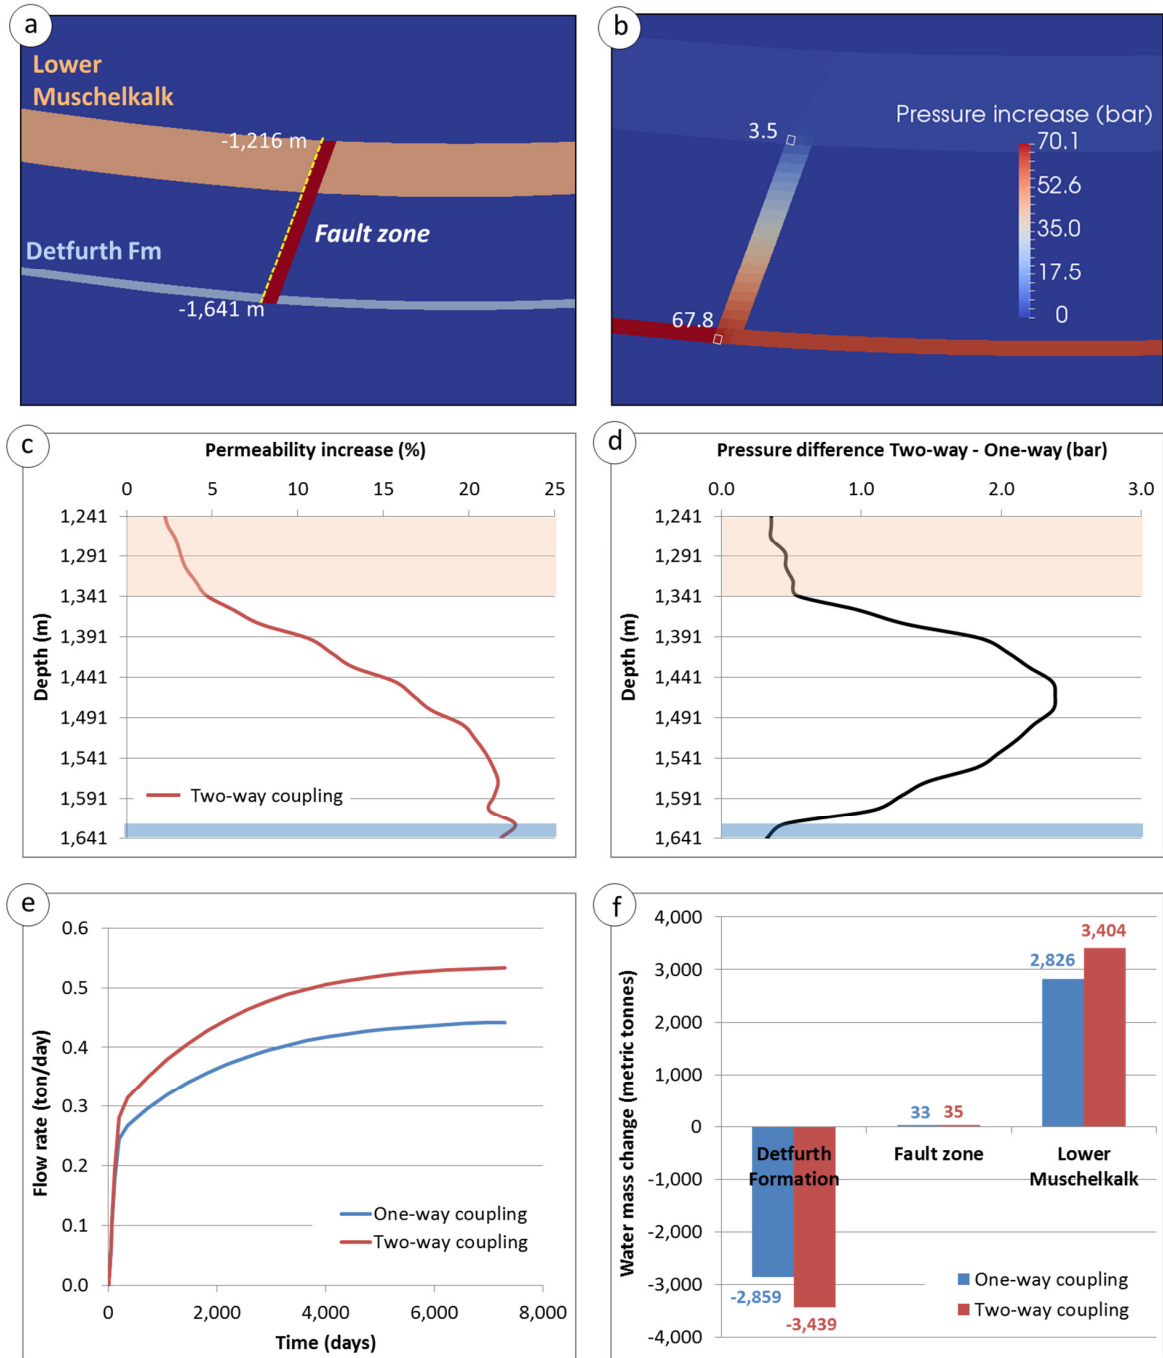 a
Lower
Muschelkalk
-1,216 m
Fault zone
Detfurth Fm
-1,641 m
b
Pressure increase (bar)
3.5
70.1
52.6
35.0
17.5
0
67.8
c
Permeability increase (%)
0 5 10 15 20 25
1,241
1,291
1,341
1,391
1,441
1,491
1,541
1,591
1,641
Depth (m)
Two-way coupling
d
Pressure difference Two-way - One-way (bar)
0.0 1.0 2.0 3.0
1,241
1,291
1,341
1,391
1,441
1,491
1,541
1,591
1,641
Depth (m)
e
0.6
0.5
0.4
0.3
0.2
0.1
0.0
Flow rate (ton/day)
One-way coupling
Two-way coupling
0 2,000 4,000 6,000 8,000
Time (days)
f
4,000
3,000
2,000
1,000
0
-1,000
-2,000
-3,000
-4,000
Water mass change (metric tonnes)
3,404
2,826
33 35
Detfurth
Formation
Fault zone
Lower
Muschelkalk
-2,859
-3,439
One-way coupling
Two-way coupling